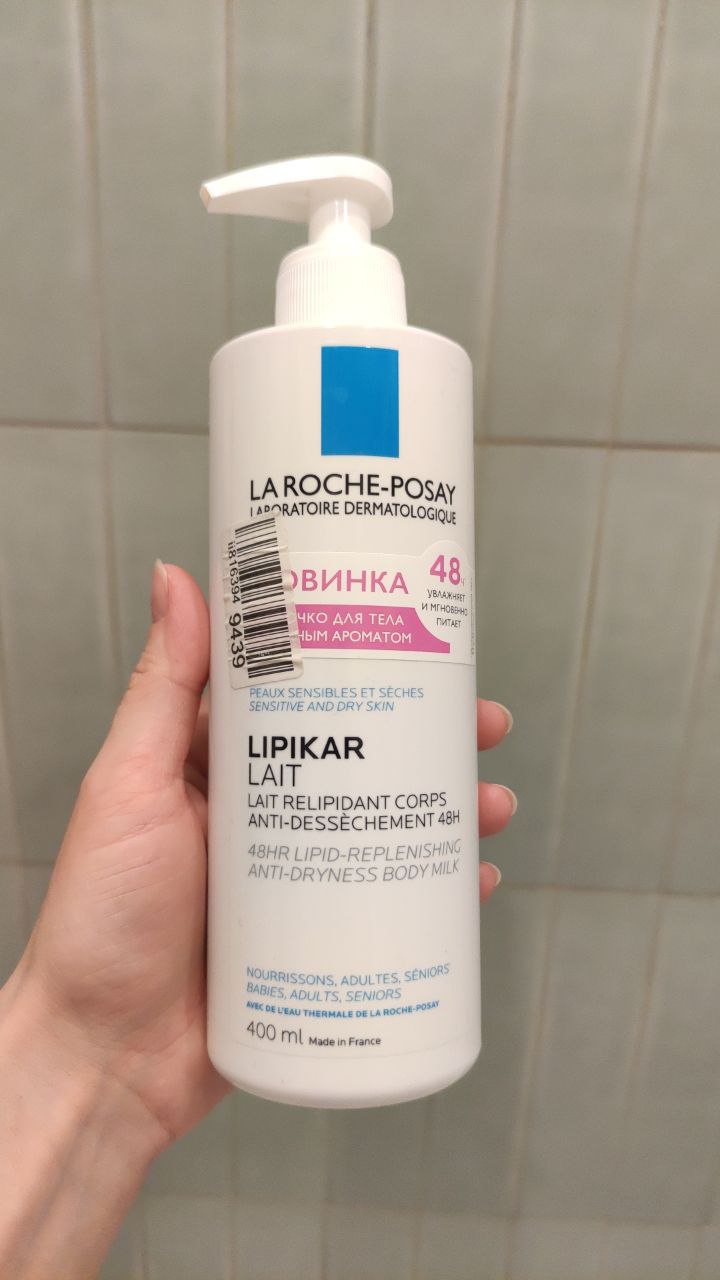 LA ROCHE-POSAY
LABORATOIRE DERMATOLOGIQUE
ОВИНКА
ЧКО ДЛЯ ТЕЛА
НЫМ АРОМАТОМ
48ч
УВЛАЖНЯЕТ
И МГНОВЕННО
ПИТАЕТ
ii816394 9439
PEAUX SENSIBLES ET SÈCHES
SENSITIVE AND DRY SKIN
LIPIKAR
LAIT
LAIT RELIPIDANT CORPS
ANTI-DESSÈCHEMENT 48H
48HR LIPID-REPLENISHING
ANTI-DRYNESS BODY MILK
NOURRISSONS, ADULTES, SÉNIORS
BABIES, ADULTS, SENIORS
AVEC DE L'EAU THERMALE DE LA ROCHE-POSAY
400 ml Made in France